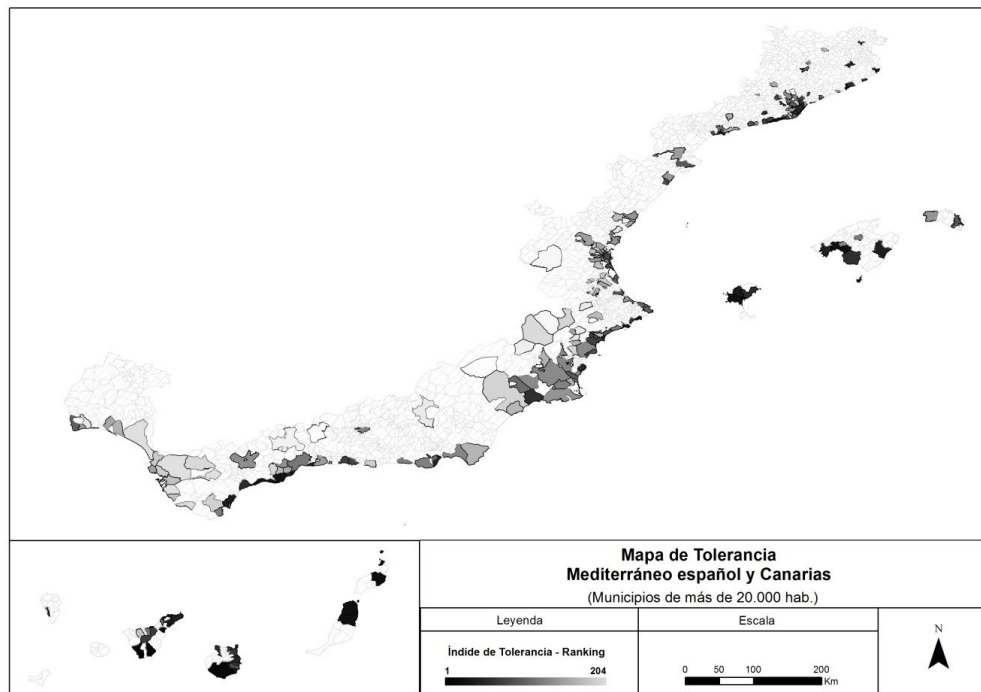 Mapa de Tolerancia
Mediterráneo español y Canarias
(Municipios de más de 20.000 hab.)
Leyenda
Escala
Índide de Tolerancia - Ranking
1 204
0 50 100 200
Km
N